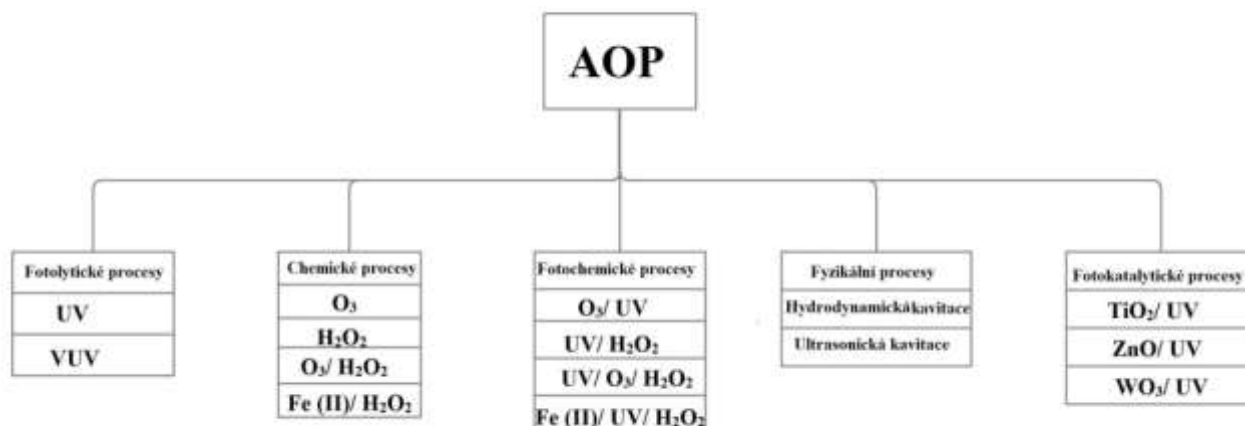 AOP
Fotolytické procesy
UV
VUV
Chemické procesy
O₃
H₂O₂
O₃/ H₂O₂
Fe (II)/ H₂O₂
Fotochemické procesy
O₃/ UV
UV/ H₂O₂
UV/ O₃/ H₂O₂
Fe (II)/ UV/ H₂O₂
Fyzikální procesy
Hydrodynamická kavitace
Ultrasonická kavitace
Fotokatalytické procesy
TiO₂/ UV
ZnO/ UV
WO₃/ UV